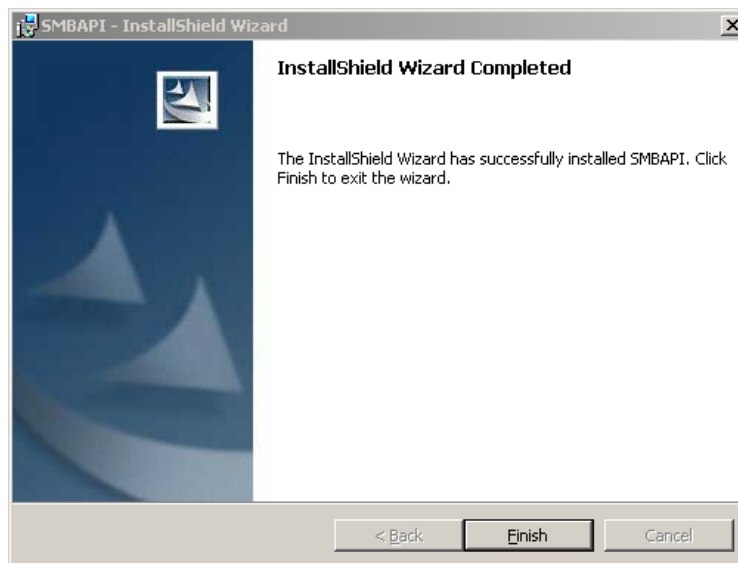 SMBAPI - InstallShield Wizard
InstallShield Wizard Completed
The InstallShield Wizard has successfully installed SMBAPI. Click
Finish to exit the wizard.
< Back
Finish
Cancel